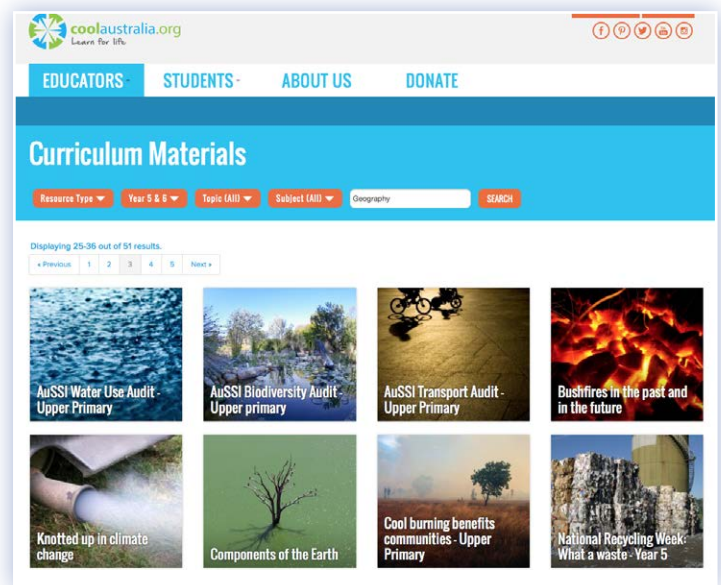 coolaustralia.org
Learn for life
EDUCATORS
STUDENTS
ABOUT US
DONATE
Curriculum Materials
Resource Type
Year 5 & 6
Topic (All)
Subject (All)
Geography
SEARCH
Displaying 25-36 out of 51 results.
« Previous 1 2 3 4 5 Next »
AuSSI Water Use Audit -
Upper Primary
AuSSI Biodiversity Audit -
Upper primary
AuSSI Transport Audit -
Upper Primary
Bushfires in the past and
in the future
Knotted up in climate
change
Components of the Earth
Cool burning benefits
communities - Upper
Primary
National Recycling Week:
What a waste - Year 5